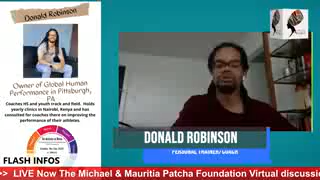 Donald Robinson
Owner of Global Human
Performance in Pittsburgh,
PA
Coaches HS and youth track and field. Holds
yearly clinics in Nairobi, Kenya and has
consulted for coaches there on improving the
performance of their athletes.
FLASH INFOS
DONALD ROBINSON
PERSONAL TRAINER/COACH
>> LIVE Now The Michael & Mauritia Patcha Foundation Virtual discussio